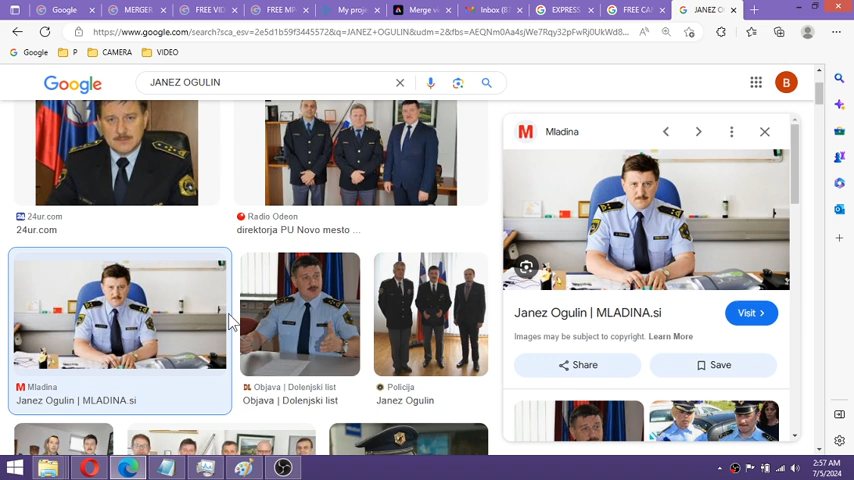 Google
MERGER
FREE VID
FREE MP
My proje
Merge v
Inbox (8
EXPRESS
FREE CA
JANEZ O
https://www.google.com/search?sca_esv=2e5d1b59f3445572&q=JANEZ+OGULIN&udm=2&fbs=AEQNm0Aa4sjWe7Rqy32pFwRj0UkWd8...
Google
P
CAMERA
VIDEO
Google
JANEZ OGULIN
B
24ur.com
24ur.com
Radio Odeon
direktorja PU Novo mesto ...
M Mladina
Janez Ogulin | MLADINA.si
DL Objava | Dolenjski list
Objava | Dolenjski list
Policija
Janez Ogulin
M Mladina
Janez Ogulin | MLADINA.si
Visit
Images may be subject to copyright. Learn More
Share
Save
2:57 AM
7/5/2024